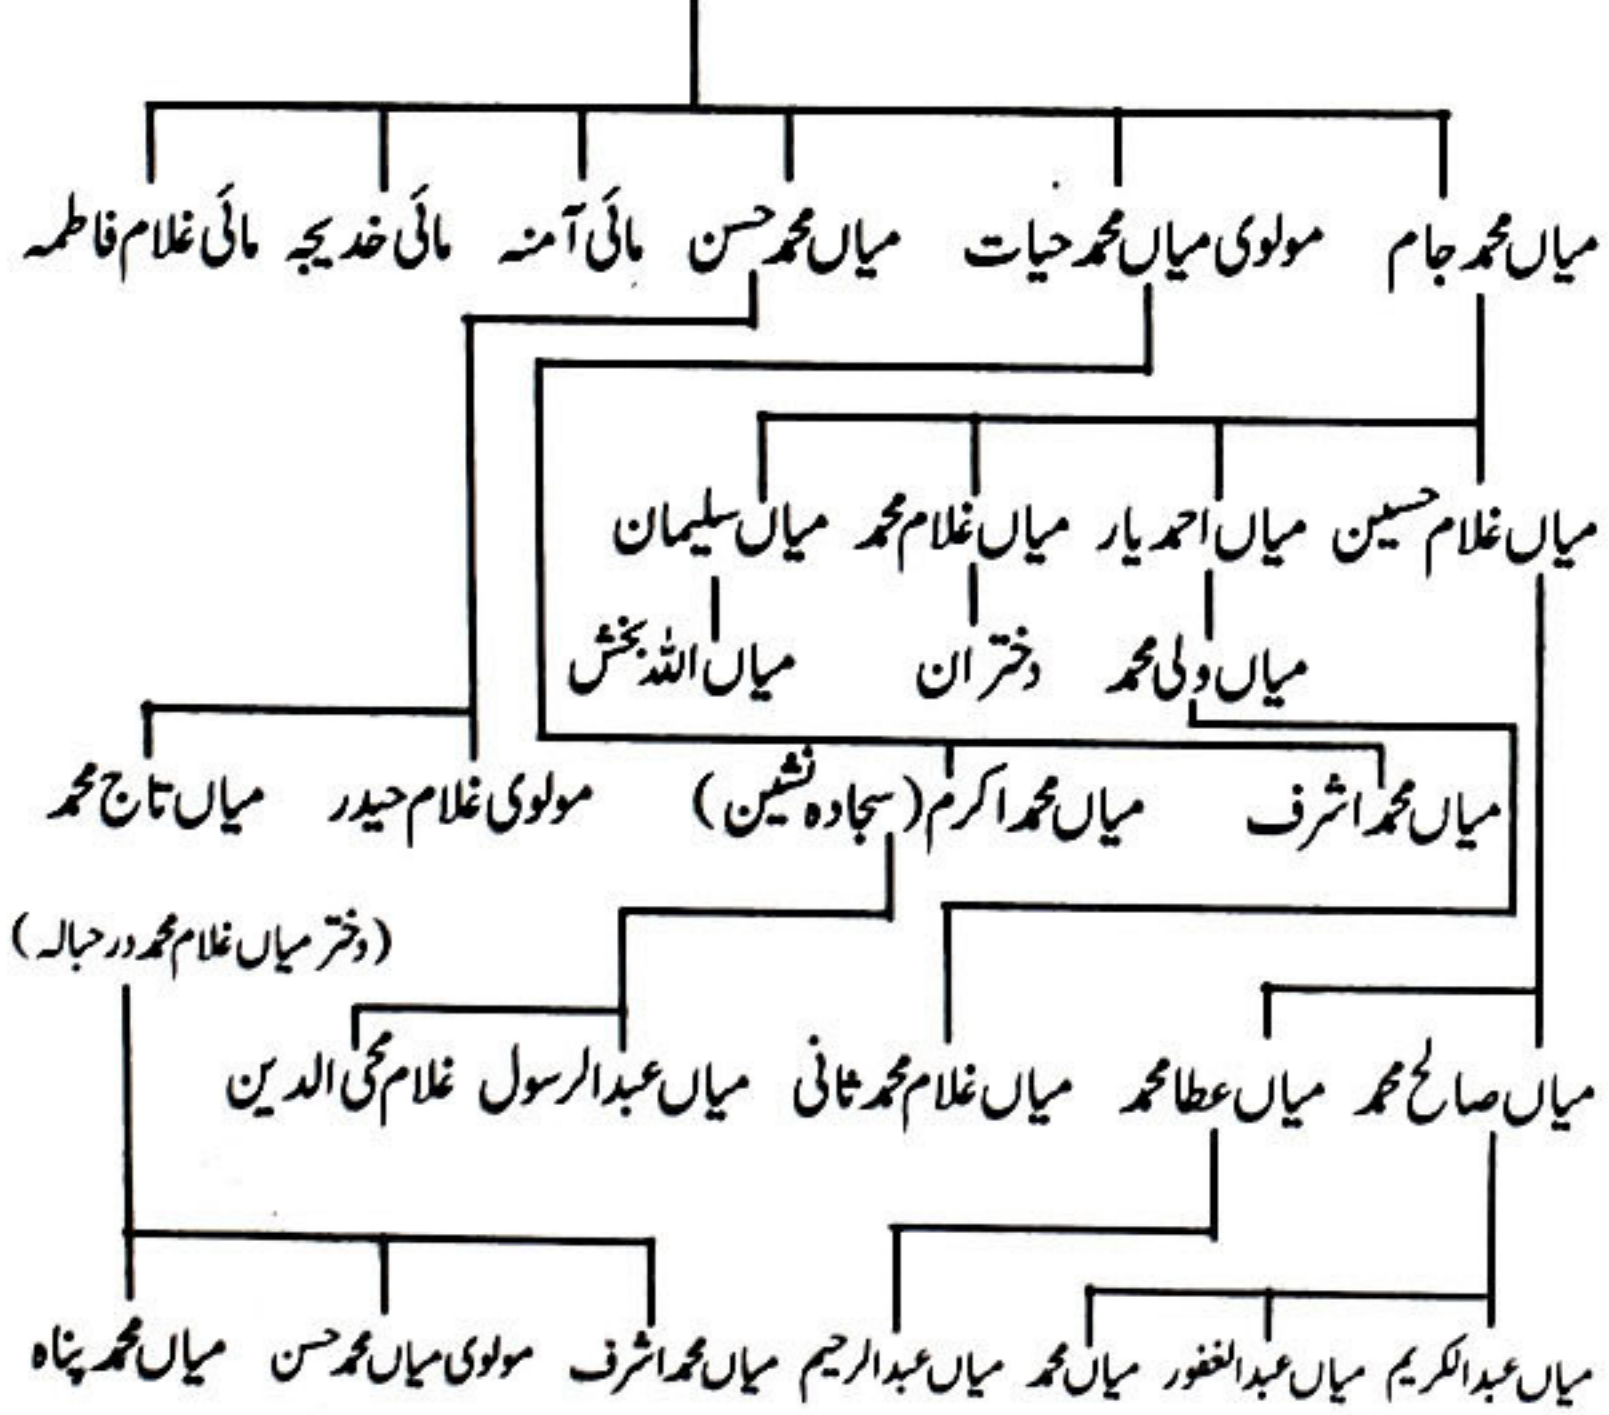 میاں محمد جام مولوی میاں محمد حیات میاں محمد حسن مائی آمنہ مائی خدیجہ مائی غلام فاطمہ
میاں غلام حسین میاں احمد یار میاں غلام محمد میاں سلیمان
میاں ولی محمد دختران میاں اللہ بخش
میاں محمد اشرف میاں محمد اکرم (سجادہ نشین) مولوی غلام حیدر میاں تاج محمد
(دختر میاں غلام محمد در حبالہ)
میاں صالح محمد میاں عطا محمد میاں غلام محمد ثانی میاں عبدالرسول غلام محی الدین
میاں عبدالکریم میاں عبدالغفور میاں محمد میاں عبدالرحیم میاں محمد اشرف مولوی میاں محمد حسن میاں محمد پناہ